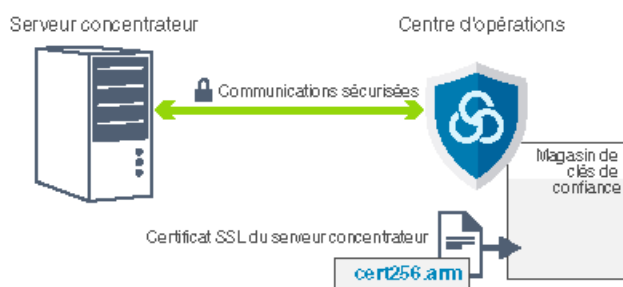 Serveur concentrateur
Centre d'opérations
Communications sécurisées
Magasin de
clés de
confiance
Certificat SSL du serveur concentrateur
cert256.arm